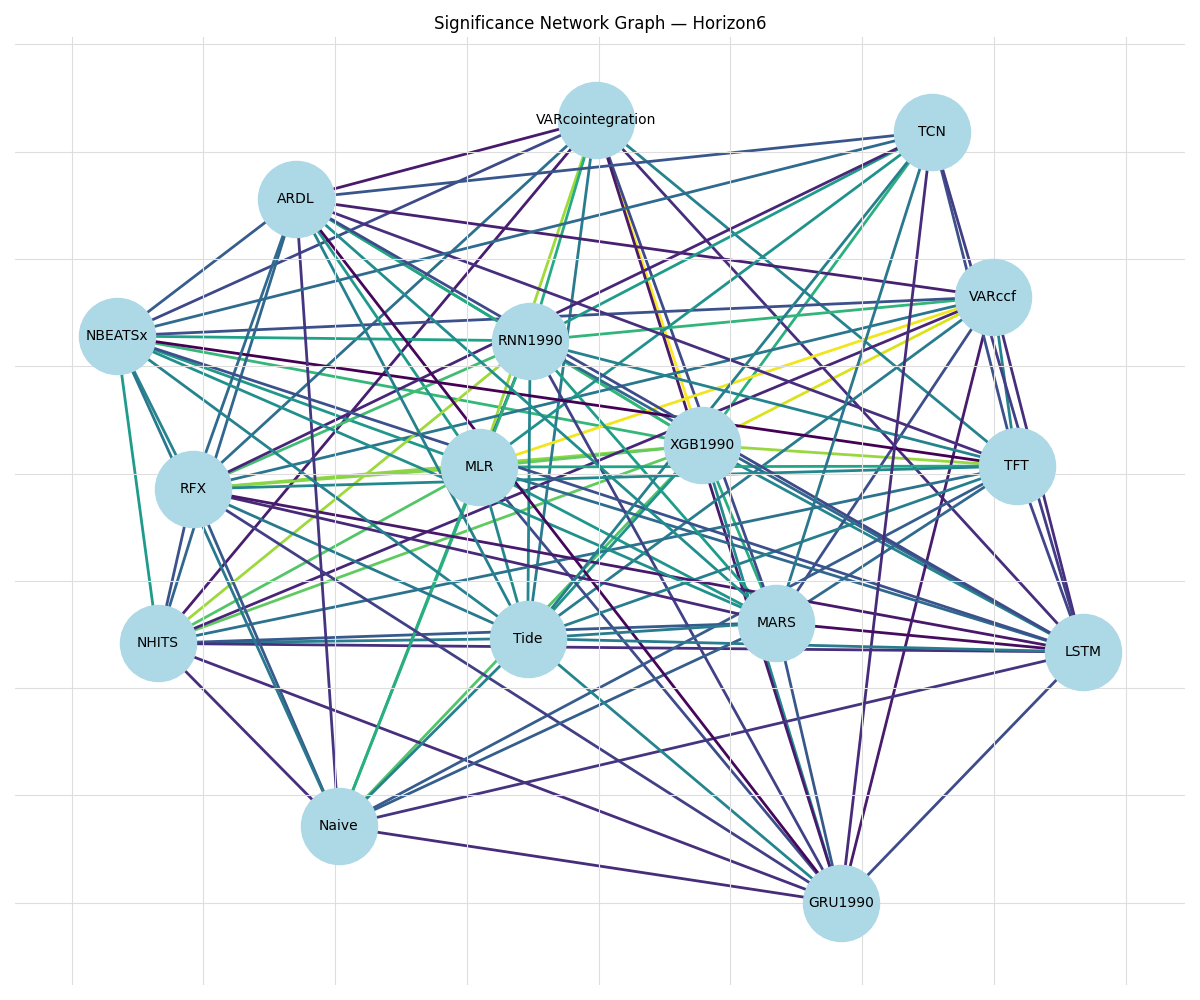 Significance Network Graph — Horizon6
VARcointegration
TCN
ARDL
VARccf
NBEATSx
RNN1990
XGB1990
MLR
TFT
RFX
MARS
Tide
NHITS
LSTM
Naive
GRU1990